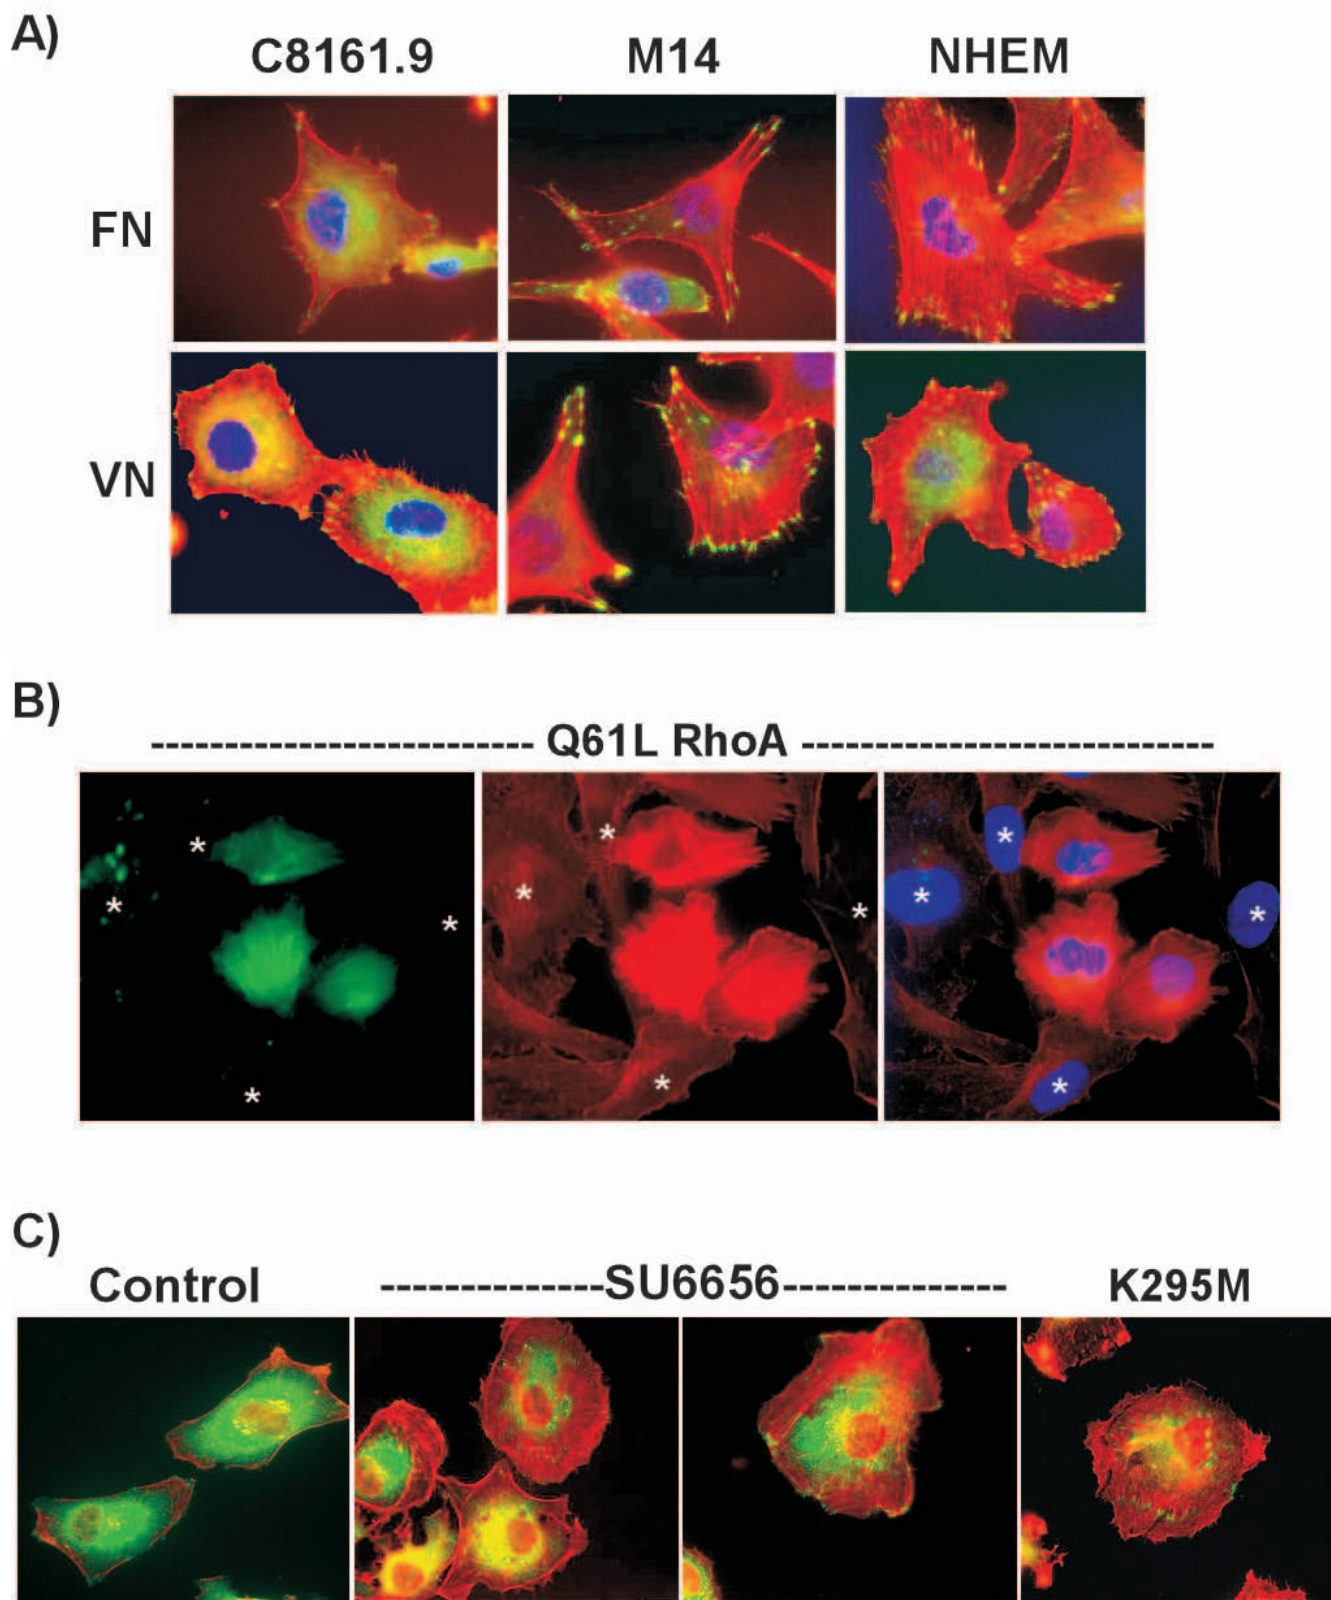 A)
C8161.9 M14 NHEM
FN
VN
B)
------------------------- Q61L RhoA ---------------------------
* * * *
* * * *
* * * *
C)
Control ---------------SU6656--------------- K295M